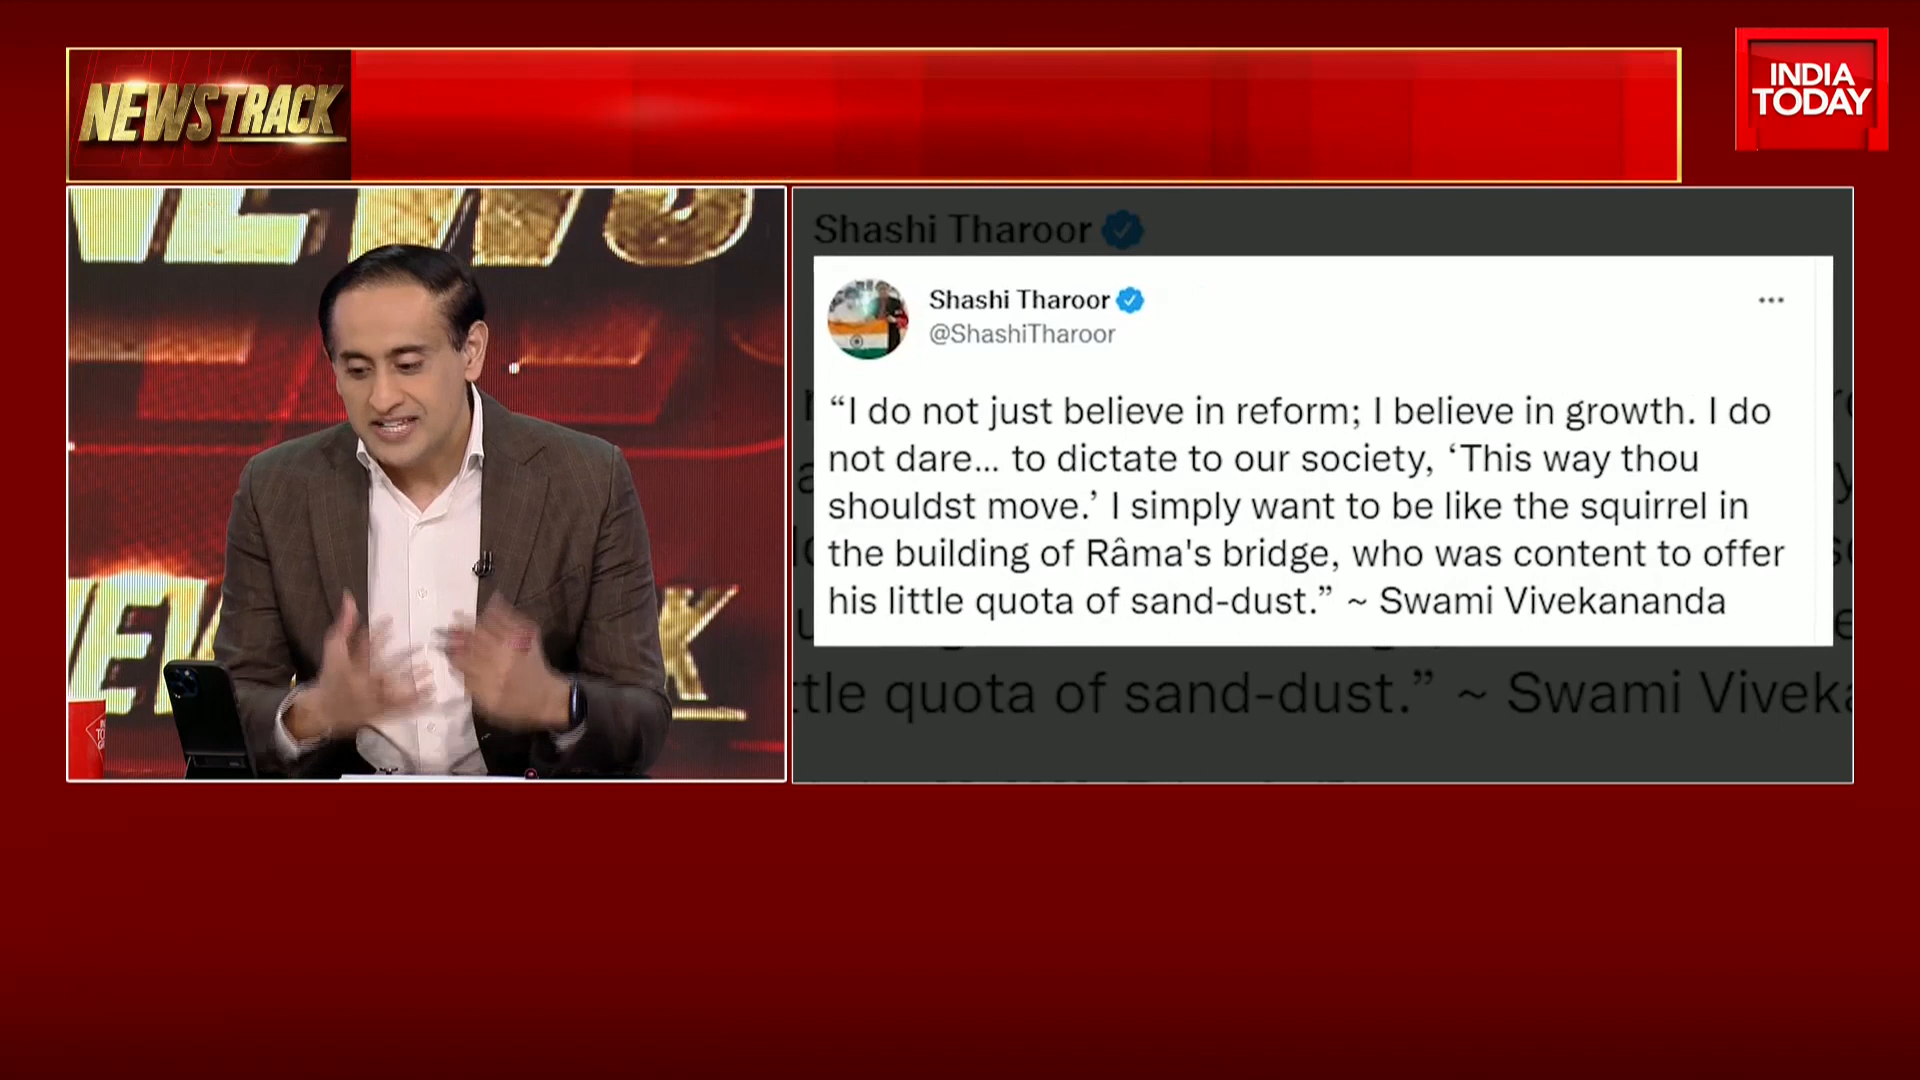 NEWSTRACK
INDIA
TODAY
Shashi Tharoor
Shashi Tharoor
@ShashiTharoor
“I do not just believe in reform; I believe in growth. I do
not dare... to dictate to our society, ‘This way thou
shouldst move.’ I simply want to be like the squirrel in
the building of Râma's bridge, who was content to offer
his little quota of sand-dust.” ~ Swami Vivekananda
quota of sand-dust.” ~ Swami